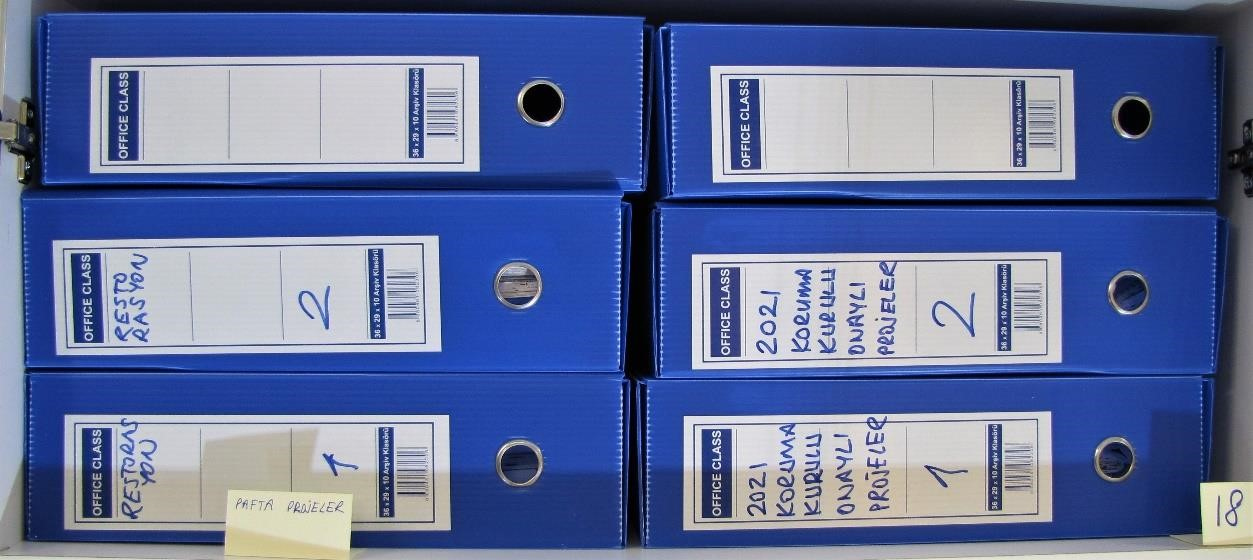 OFFICE CLASS
36 x 29 x 10 Arşiv Klasörü
OFFICE CLASS
36 x 29 x 10 Arşiv Klasörü
OFFICE CLASS
RESTO
RASYON
2
36 x 29 x 10 Arşiv Klasörü
OFFICE CLASS
2021
KORUMA
KURULU
ONAYLI
PROJELER
2
36 x 29 x 10 Arşiv Klasörü
OFFICE CLASS
RESTORAS
YON
1
36 x 29 x 10 Arşiv Klasörü
PAFTA PROJELER
OFFICE CLASS
2021
KORUMA
KURULU
ONAYLI
PROJELER
1
36 x 29 x 10 Arşiv Klasörü
18